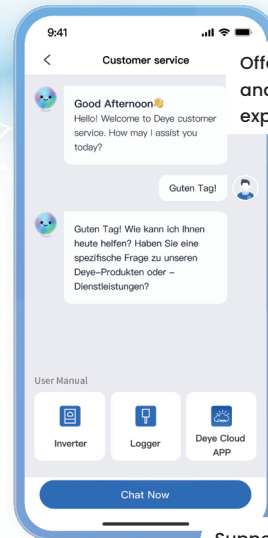 9:41
Customer service
Offe
and
exp
Good Afternoon👋
Hello! Welcome to Deye customer
service. How may I assist you
today?
Guten Tag!
Guten Tag! Wie kann ich Ihnen
heute helfen? Haben Sie eine
spezifische Frage zu unseren
Deye-Produkten oder -
Dienstleistungen?
User Manual
Inverter
Logger
Deye Cloud
APP
Chat Now
Suppo